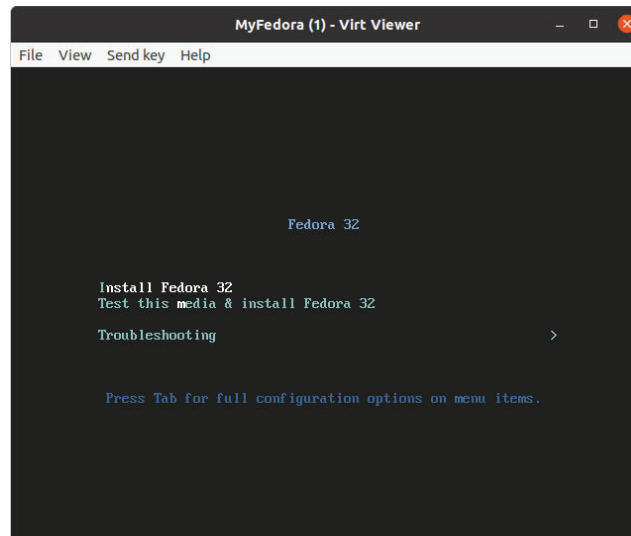 MyFedora (1) - Virt Viewer
File View Send key Help
Fedora 32
Install Fedora 32
Test this media & install Fedora 32
Troubleshooting >
Press Tab for full configuration options on menu items.